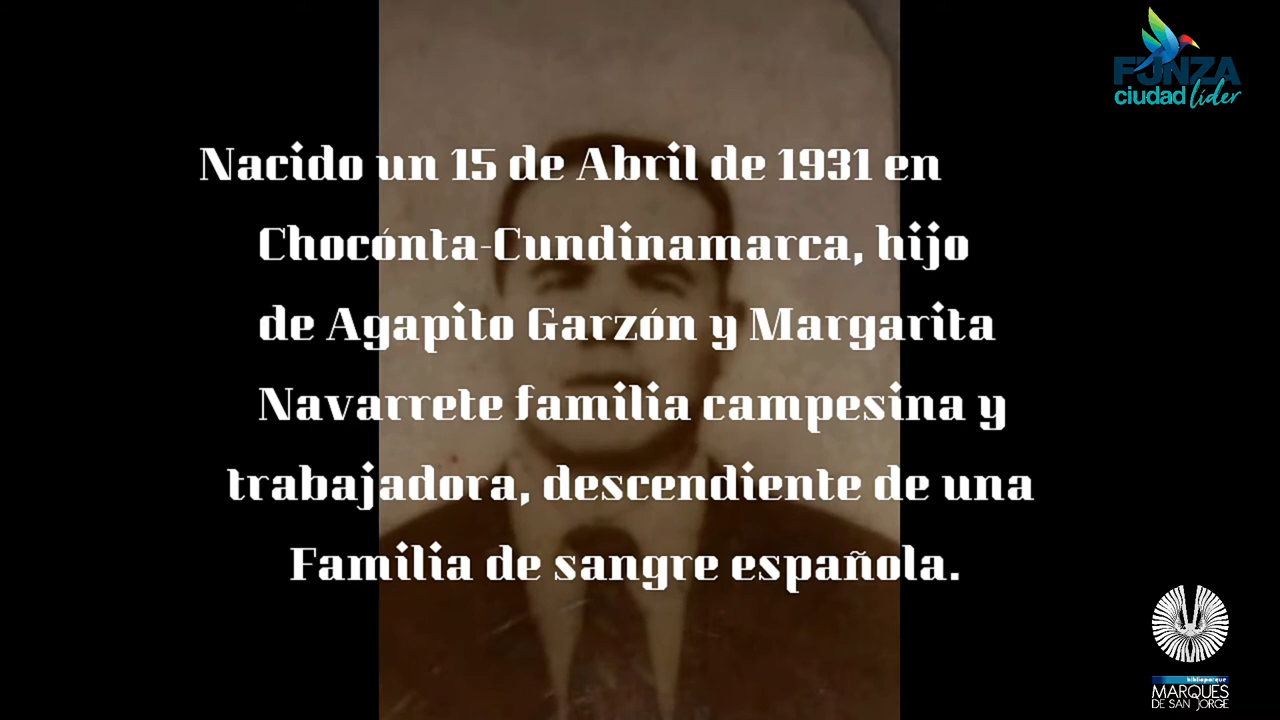 FUNZA
ciudad líder
Nacido un 15 de Abril de 1931 en
Chocónta-Cundinamarca, hijo
de Agapito Garzón y Margarita
Navarrete familia campesina y
trabajadora, descendiente de una
Familia de sangre española.
biblioparque
MARQUES
DE SAN JORGE